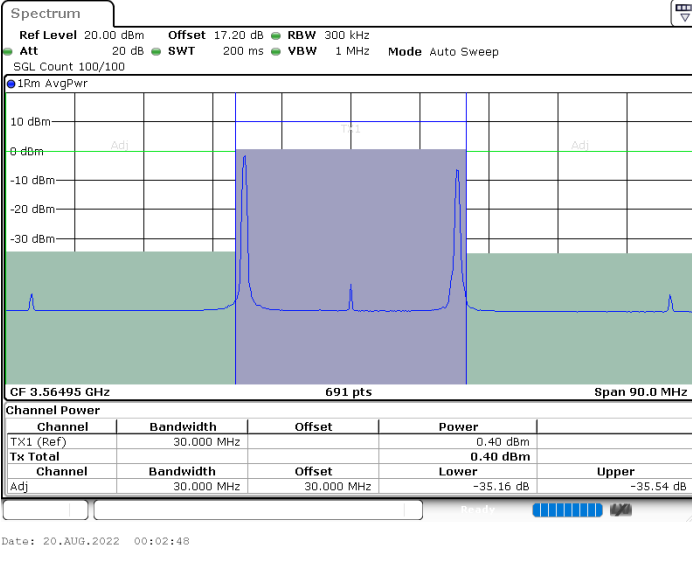 Spectrum
Ref Level 20.00 dBm Offset 17.20 dB RBW 300 kHz
Att 20 dB SWT 200 ms VBW 1 MHz Mode Auto Sweep
SGL Count 100/100
1Rm AvgPwr
10 dBm
TX1
Adj
Adj
0 dBm
-10 dBm
-20 dBm
-30 dBm
CF 3.56495 GHz 691 pts Span 90.0 MHz
Channel Power
Channel Bandwidth Offset Power
TX1 (Ref) 30.000 MHz 0.40 dBm
Tx Total 0.40 dBm
Channel Bandwidth Offset Lower Upper
Adj 30.000 MHz 30.000 MHz -35.16 dB -35.54 dB
Ready
Date: 20.AUG.2022 00:02:48